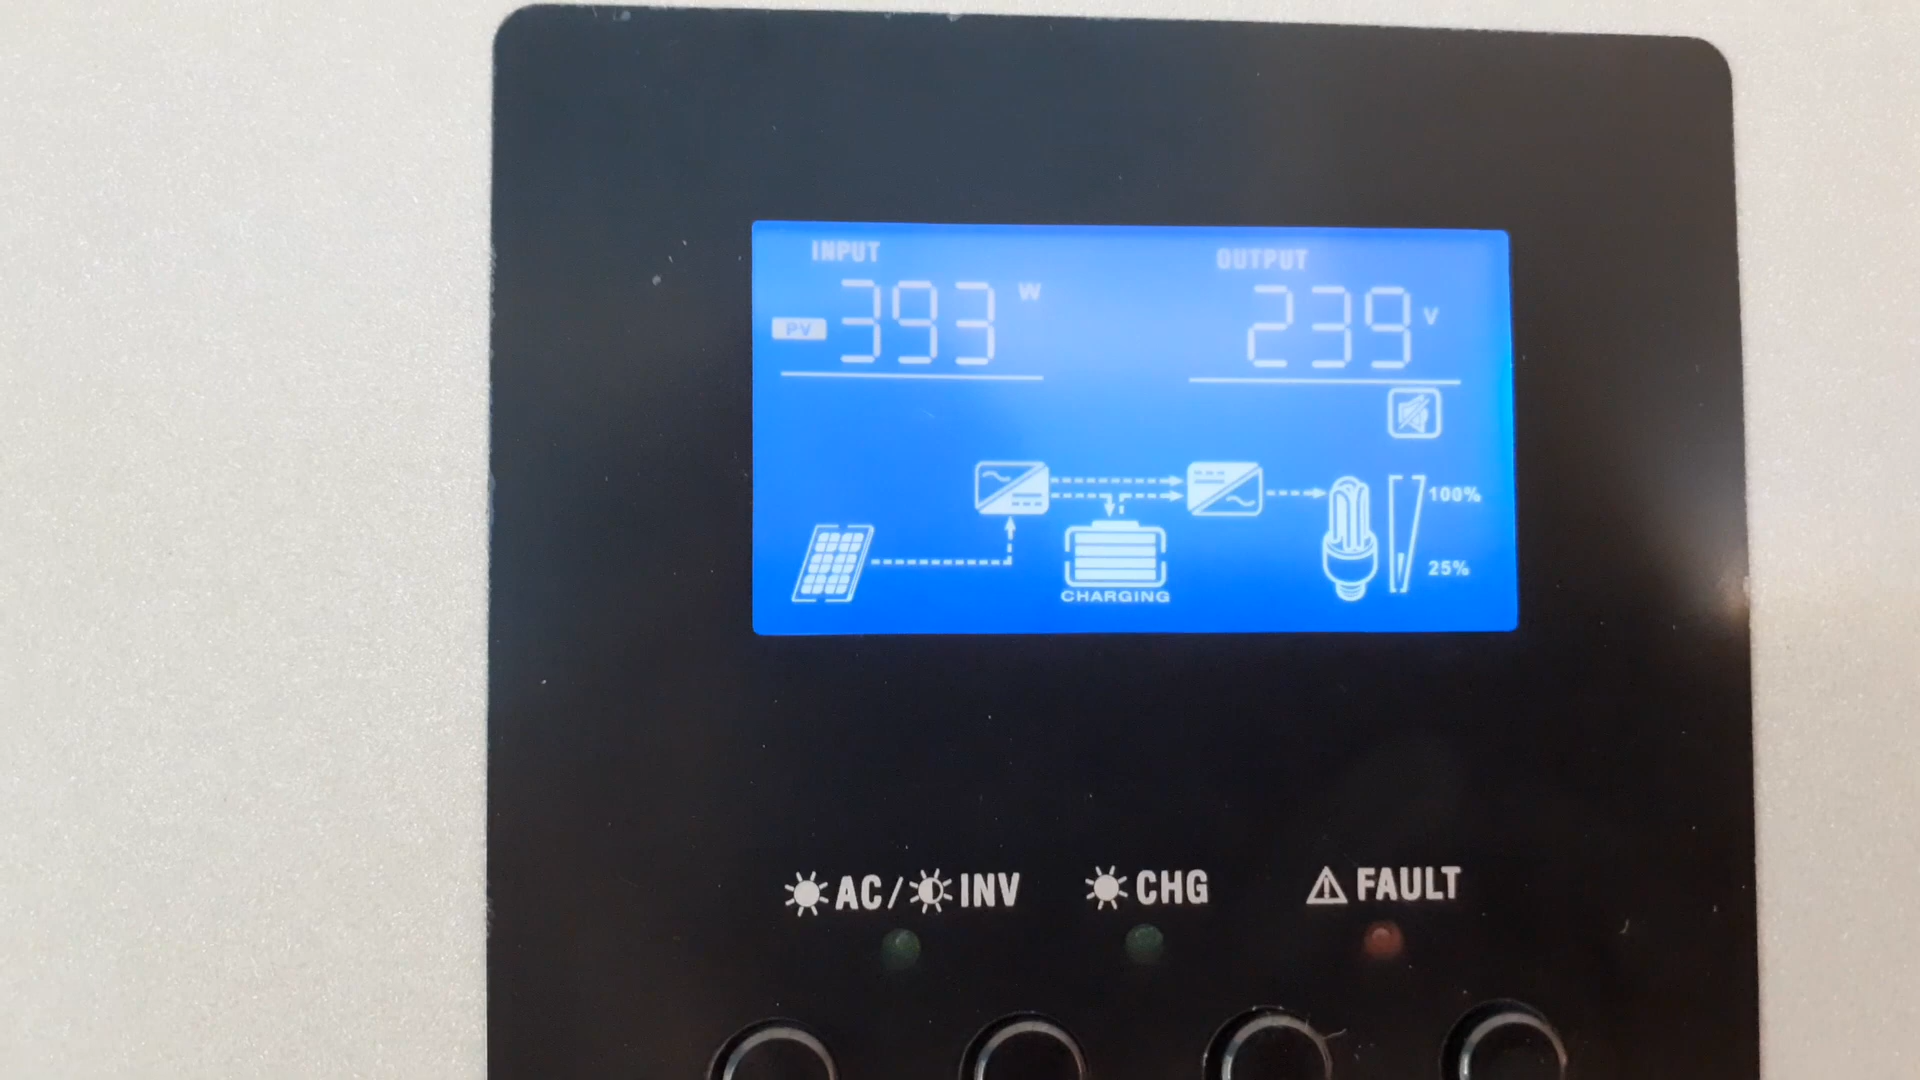 INPUT OUTPUT
PV 393 W 239 V
100%
25%
CHARGING
AC/ INV CHG FAULT